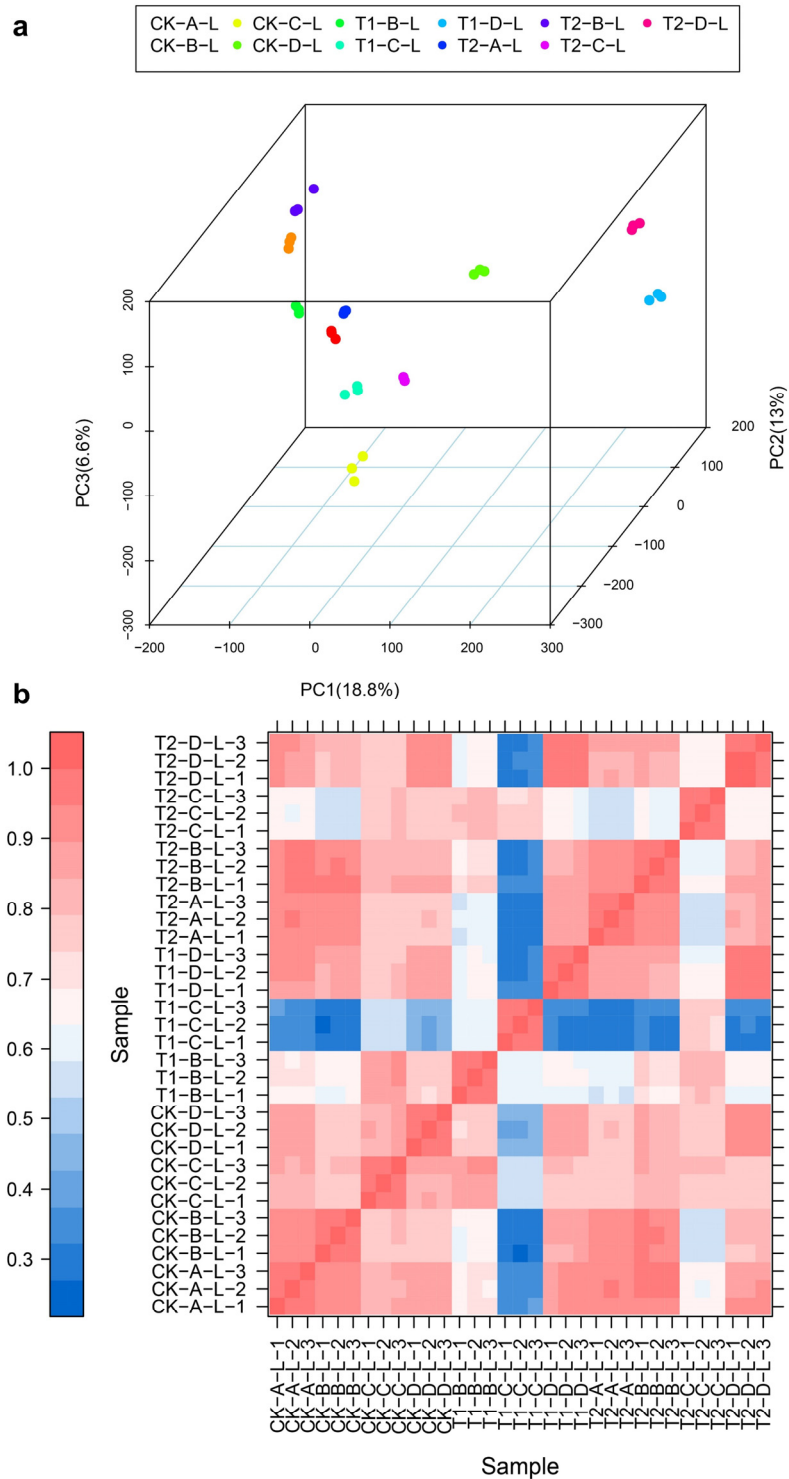 a
CK-A-L CK-C-L T1-B-L T1-D-L T2-B-L T2-D-L
CK-B-L CK-D-L T1-C-L T2-A-L T2-C-L
200
100
0
−100
−200
−300
PC3(6.6%)
−200 −100 0 100 200 300
PC1(18.8%)
200
100
0
−100
−200
−300
PC2(13%)
b
1.0
0.9
0.8
0.7
0.6
0.5
0.4
0.3
Sample
T2−D−L−3
T2−D−L−2
T2−D−L−1
T2−C−L−3
T2−C−L−2
T2−C−L−1
T2−B−L−3
T2−B−L−2
T2−B−L−1
T2−A−L−3
T2−A−L−2
T2−A−L−1
T1−D−L−3
T1−D−L−2
T1−D−L−1
T1−C−L−3
T1−C−L−2
T1−C−L−1
T1−B−L−3
T1−B−L−2
T1−B−L−1
CK−D−L−3
CK−D−L−2
CK−D−L−1
CK−C−L−3
CK−C−L−2
CK−C−L−1
CK−B−L−3
CK−B−L−2
CK−B−L−1
CK−A−L−3
CK−A−L−2
CK−A−L−1
CK−A−L−1
CK−A−L−2
CK−A−L−3
CK−B−L−1
CK−B−L−2
CK−B−L−3
CK−C−L−1
CK−C−L−2
CK−C−L−3
CK−D−L−1
CK−D−L−2
CK−D−L−3
T1−B−L−1
T1−B−L−2
T1−B−L−3
T1−C−L−1
T1−C−L−2
T1−C−L−3
T1−D−L−1
T1−D−L−2
T1−D−L−3
T2−A−L−1
T2−A−L−2
T2−A−L−3
T2−B−L−1
T2−B−L−2
T2−B−L−3
T2−C−L−1
T2−C−L−2
T2−C−L−3
T2−D−L−1
T2−D−L−2
T2−D−L−3
Sample